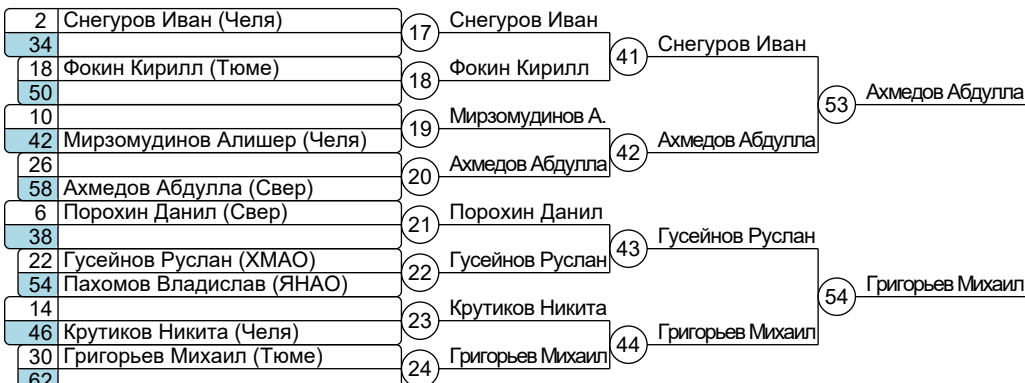 2 Снегуров Иван (Челя)
34
18 Фокин Кирилл (Тюме)
50
10
42 Мирзомудинов Алишер (Челя)
26
58 Ахмедов Абдулла (Свер)
6 Порохин Данил (Свер)
38
22 Гусейнов Руслан (ХМАО)
54 Пахомов Владислав (ЯНАО)
14
46 Крутиков Никита (Челя)
30 Григорьев Михаил (Тюме)
62
17 Снегуров Иван
18 Фокин Кирилл
19 Мирзомудинов А.
20 Ахмедов Абдулла
21 Порохин Данил
22 Гусейнов Руслан
23 Крутиков Никита
24 Григорьев Михаил
41 Снегуров Иван
42 Ахмедов Абдулла
43 Гусейнов Руслан
44 Григорьев Михаил
53 Ахмедов Абдулла
54 Григорьев Михаил